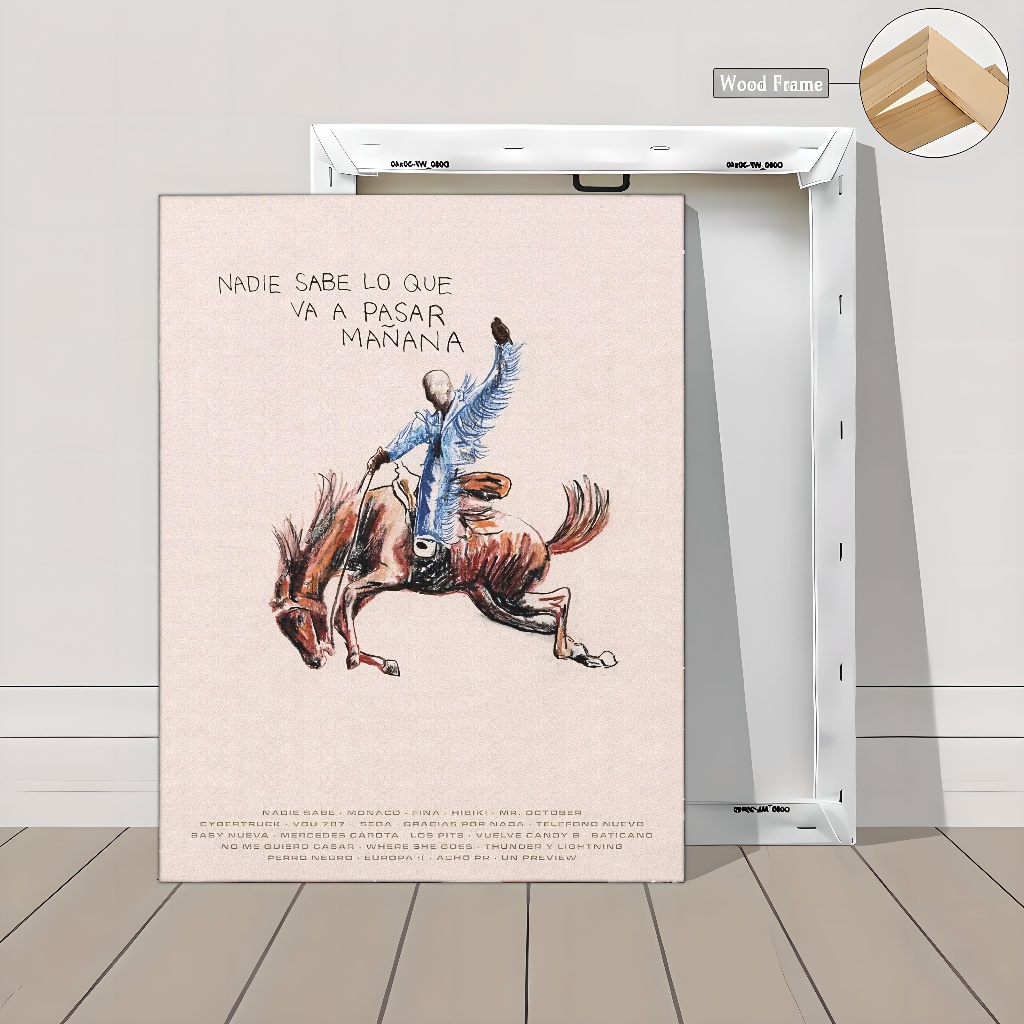 Wood Frame
NADIE SABE LO QUE
VA A PASAR
MAÑANA
NADIE SABE · MONACO · FINA · HIBIKI · MR. OCTOBER
CYBERTRUCK · VOU 787 · SEDA · GRACIAS POR NADA · TELEFONO NUEVO
BABY NUEVA · MERCEDES CAROTA · LOS PITS · VUELVE CANDY B · BATICANO
NO ME QUIERO CASAR · WHERE SHE GOES · THUNDER Y LIGHTNING
PERRO NEGRO · EUROPA :( · ACHO PR · UN PREVIEW